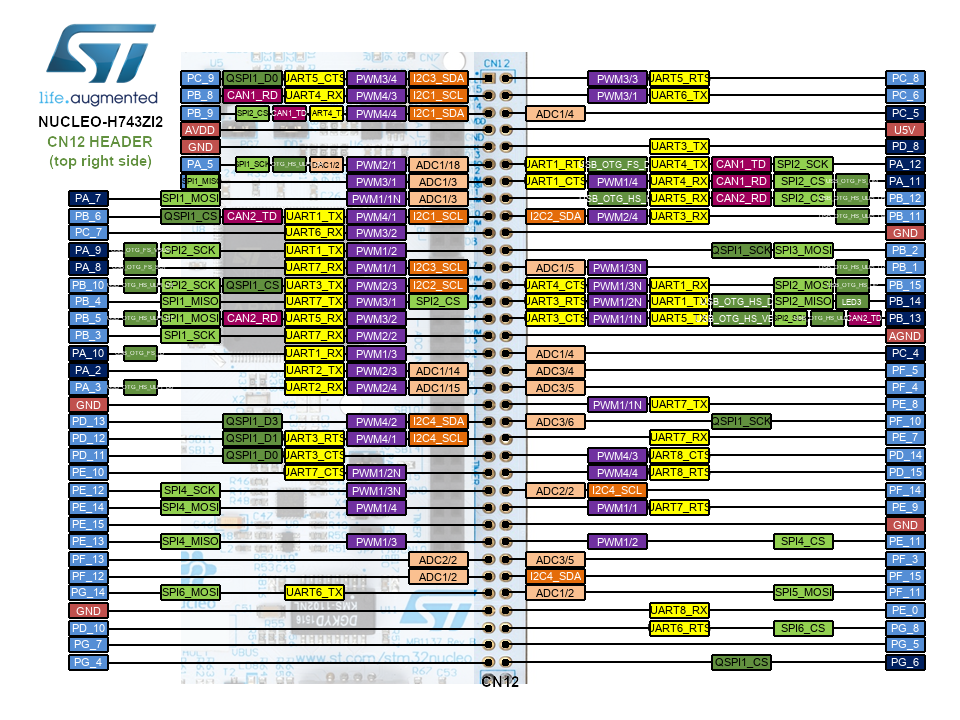 life.augmented
NUCLEO-H743ZI2
CN12 HEADER
(top right side)
CN12
PC_9 QSPI1_D0 UART5_CTS PWM3/4 I2C3_SDA PWM3/3 UART5_RTS PC_8
PB_8 CAN1_RD UART4_RX PWM4/3 I2C1_SCL PWM3/1 UART6_TX PC_6
PB_9 SPI2_CS CAN1_TD UART4_TX PWM4/4 I2C1_SDA ADC1/4 PC_5
AVDD U5V
GND UART3_TX PD_8
PA_5 SPI1_SCK DAC1/2 PWM2/1 ADC1/18 UART1_RTS USB_OTG_FS_D UART4_TX CAN1_TD SPI2_SCK PA_12
SPI1_MISO PWM3/1 ADC1/3 UART1_CTS PWM1/4 UART4_RX CAN1_RD SPI2_CS PA_11
PA_7 SPI1_MOSI PWM1/1N ADC1/3 USB_OTG_HS_ UART5_RX CAN2_RD SPI2_CS PB_12
PB_6 QSPI1_CS CAN2_TD UART1_TX PWM4/1 I2C1_SCL I2C2_SDA PWM2/4 UART3_RX PB_11
PC_7 UART6_RX PWM3/2 GND
PA_9 SPI2_SCK UART1_TX PWM1/2 QSPI1_SCK SPI3_MOSI PB_2
PA_8 UART7_RX PWM1/1 I2C3_SCL ADC1/5 PWM1/3N PB_1
PB_10 SPI2_SCK QSPI1_CS UART3_TX PWM2/3 I2C2_SCL UART4_CTS PWM1/3N UART1_RX SPI2_MOSI PB_15
PB_4 SPI1_MISO UART7_TX PWM3/1 SPI2_CS UART3_RTS PWM1/2N UART1_TX USB_OTG_HS_D SPI2_MISO LED3 PB_14
PB_5 SPI1_MOSI CAN2_RD UART5_RX PWM3/2 UART3_CTS PWM1/1N UART5_TX USB_OTG_HS_VB SPI2_SCK CAN2_TD PB_13
PB_3 SPI1_SCK UART7_RX PWM2/2 AGND
PA_10 UART1_RX PWM1/3 ADC1/4 PC_4
PA_2 UART2_TX PWM2/3 ADC1/14 ADC3/4 PF_5
PA_3 UART2_RX PWM2/4 ADC1/15 ADC3/5 PF_4
GND PWM1/1N UART7_TX PE_8
PD_13 QSPI1_D3 PWM4/2 I2C4_SDA ADC3/6 QSPI1_SCK PF_10
PD_12 QSPI1_D1 UART3_RTS PWM4/1 I2C4_SCL UART7_RX PE_7
PD_11 QSPI1_D0 UART3_CTS PWM4/3 UART8_CTS PD_14
PE_10 UART7_CTS PWM1/2N PWM4/4 UART8_RTS PD_15
PE_12 SPI4_SCK PWM1/3N ADC2/2 I2C4_SCL PF_14
PE_14 SPI4_MOSI PWM1/4 PWM1/1 UART7_RTS PE_9
PE_15 GND
PE_13 SPI4_MISO PWM1/3 PWM1/2 SPI4_CS PE_11
PF_13 ADC2/2 ADC3/5 PF_3
PF_12 ADC1/2 I2C4_SDA PF_15
PG_14 SPI6_MOSI UART6_TX ADC1/2 SPI5_MOSI PF_11
GND UART8_RX PE_0
PD_10 UART6_RTS SPI6_CS PG_8
PG_7 PG_5
PG_4 QSPI1_CS PG_6
www.st.com/stm32nucleo
CN12